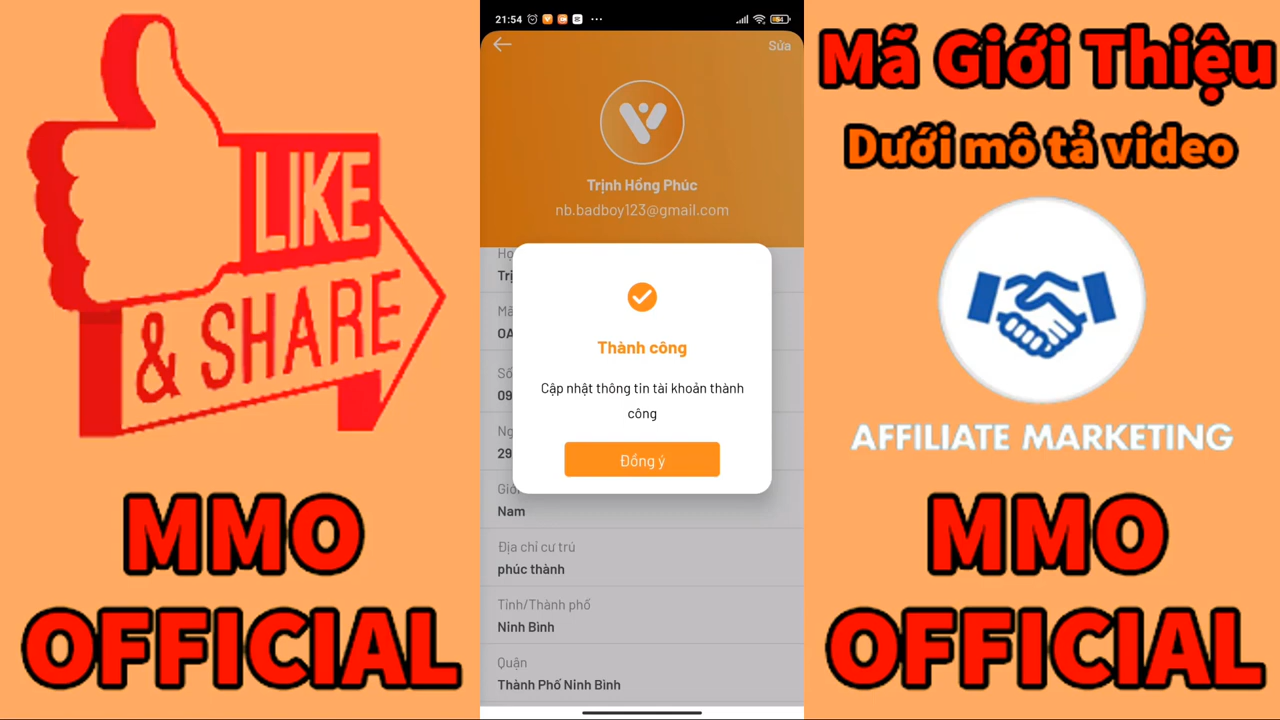 LIKE
& SHARE
MMO
OFFICIAL
21:54
54
Sửa
Trịnh Hồng Phúc
nb.badboy123@gmail.com
Thành công
Cập nhật thông tin tài khoản thành
công
Đồng ý
Nam
Địa chỉ cư trú
phúc thành
Tỉnh/Thành phố
Ninh Bình
Quận
Thành Phố Ninh Bình
Mã Giới Thiệu
Dưới mô tả video
AFFILIATE MARKETING
MMO
OFFICIAL